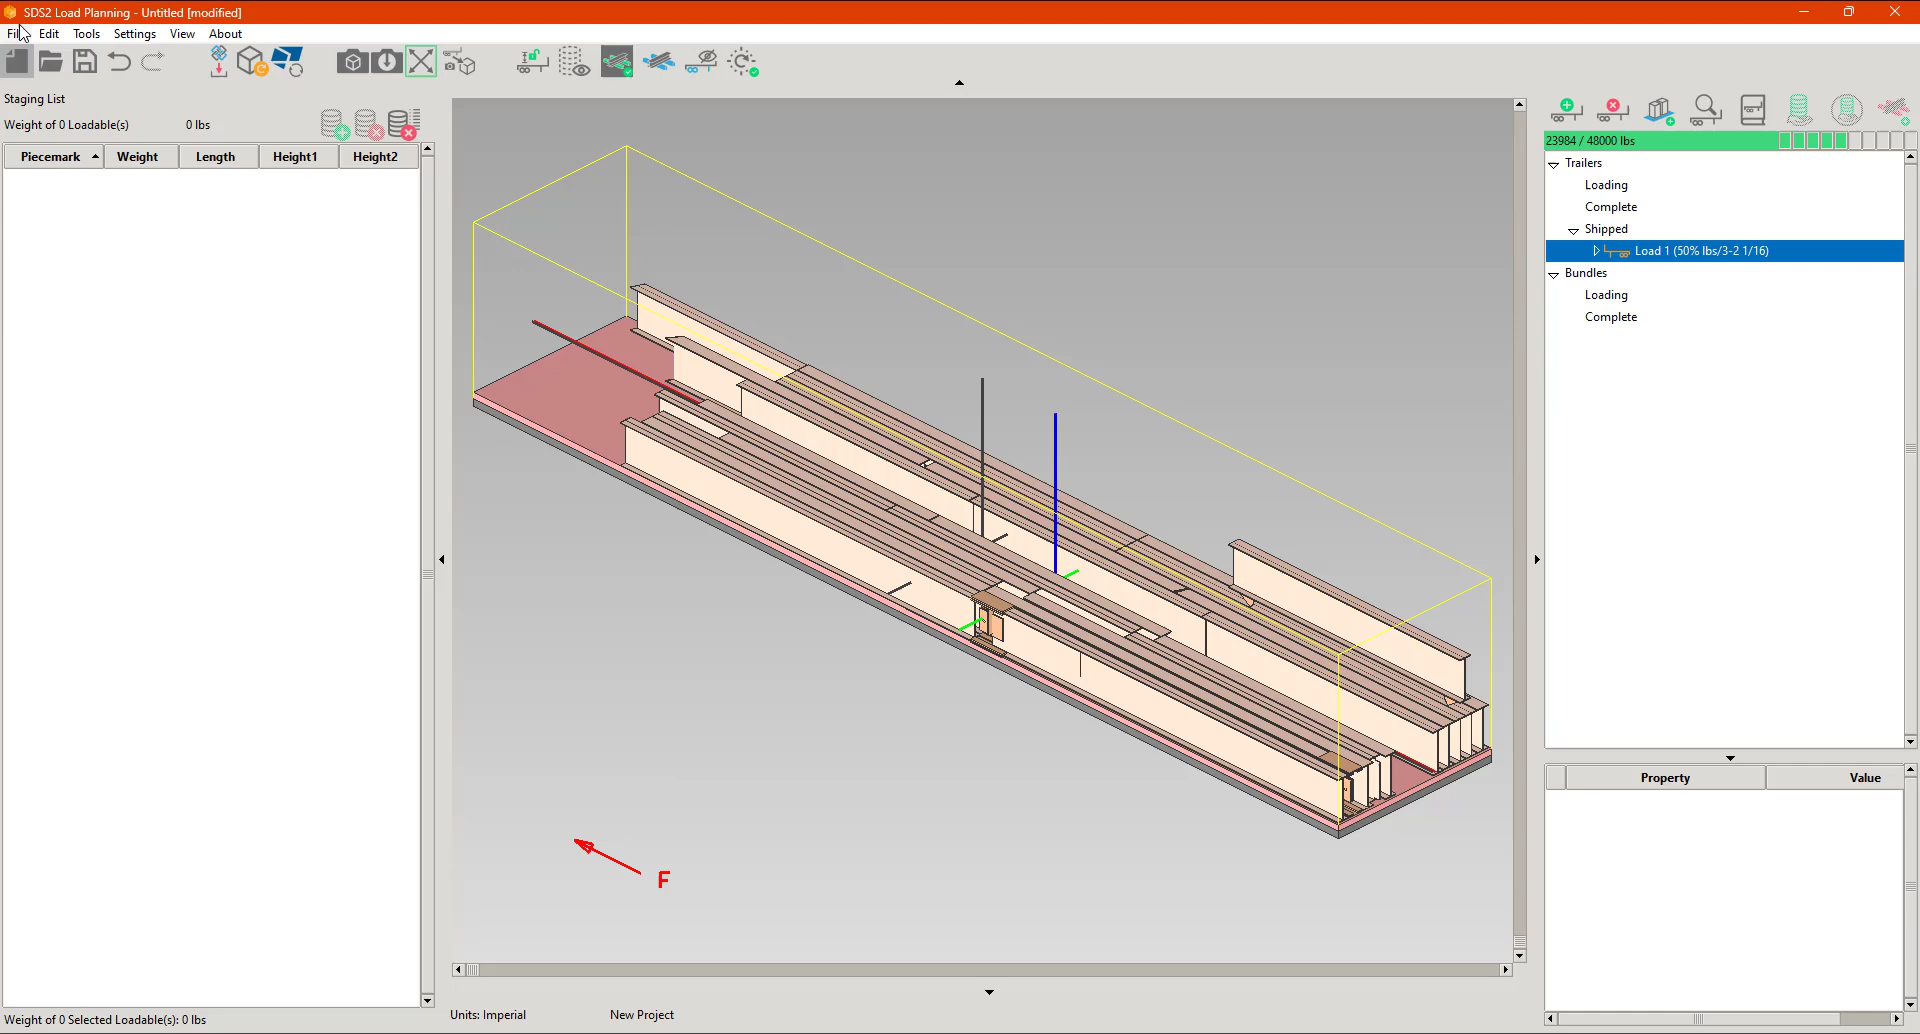 SDS2 Load Planning - Untitled [modified]
File Edit Tools Settings View About
Staging List
Weight of 0 Loadable(s) 0 lbs
Piecemark Weight Length Height1 Height2
23984 / 48000 lbs
Trailers
Loading
Complete
Shipped
Load 1 (50% lbs/3-2 1/16)
Bundles
Loading
Complete
F
Property Value
Units: Imperial New Project
Weight of 0 Selected Loadable(s): 0 lbs